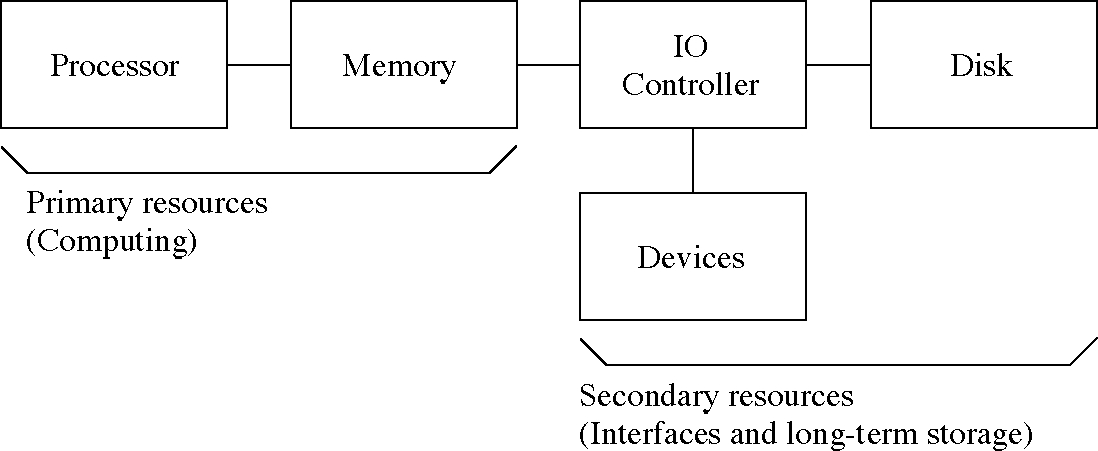 Processor
Memory
IO
Controller
Disk
Primary resources
(Computing)
Devices
Secondary resources
(Interfaces and long-term storage)